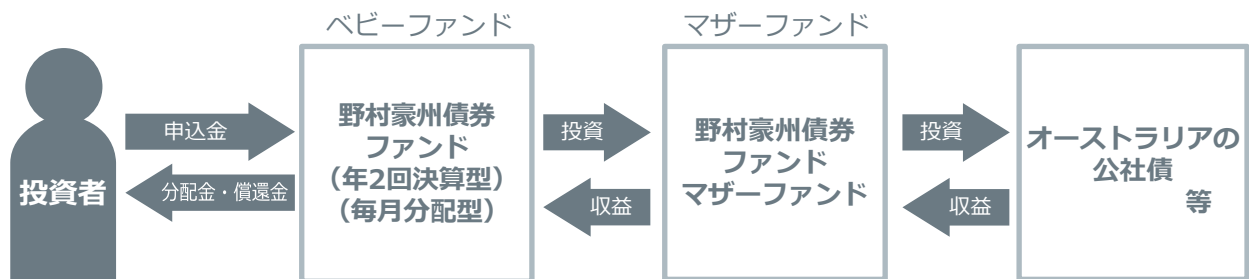 ベビーファンド
マザーファンド
投資者
申込金
分配金・償還金
野村豪州債券
ファンド
（年2回決算型）
（毎月分配型）
投資
収益
野村豪州債券
ファンド
マザーファンド
投資
収益
オーストラリアの
公社債
等